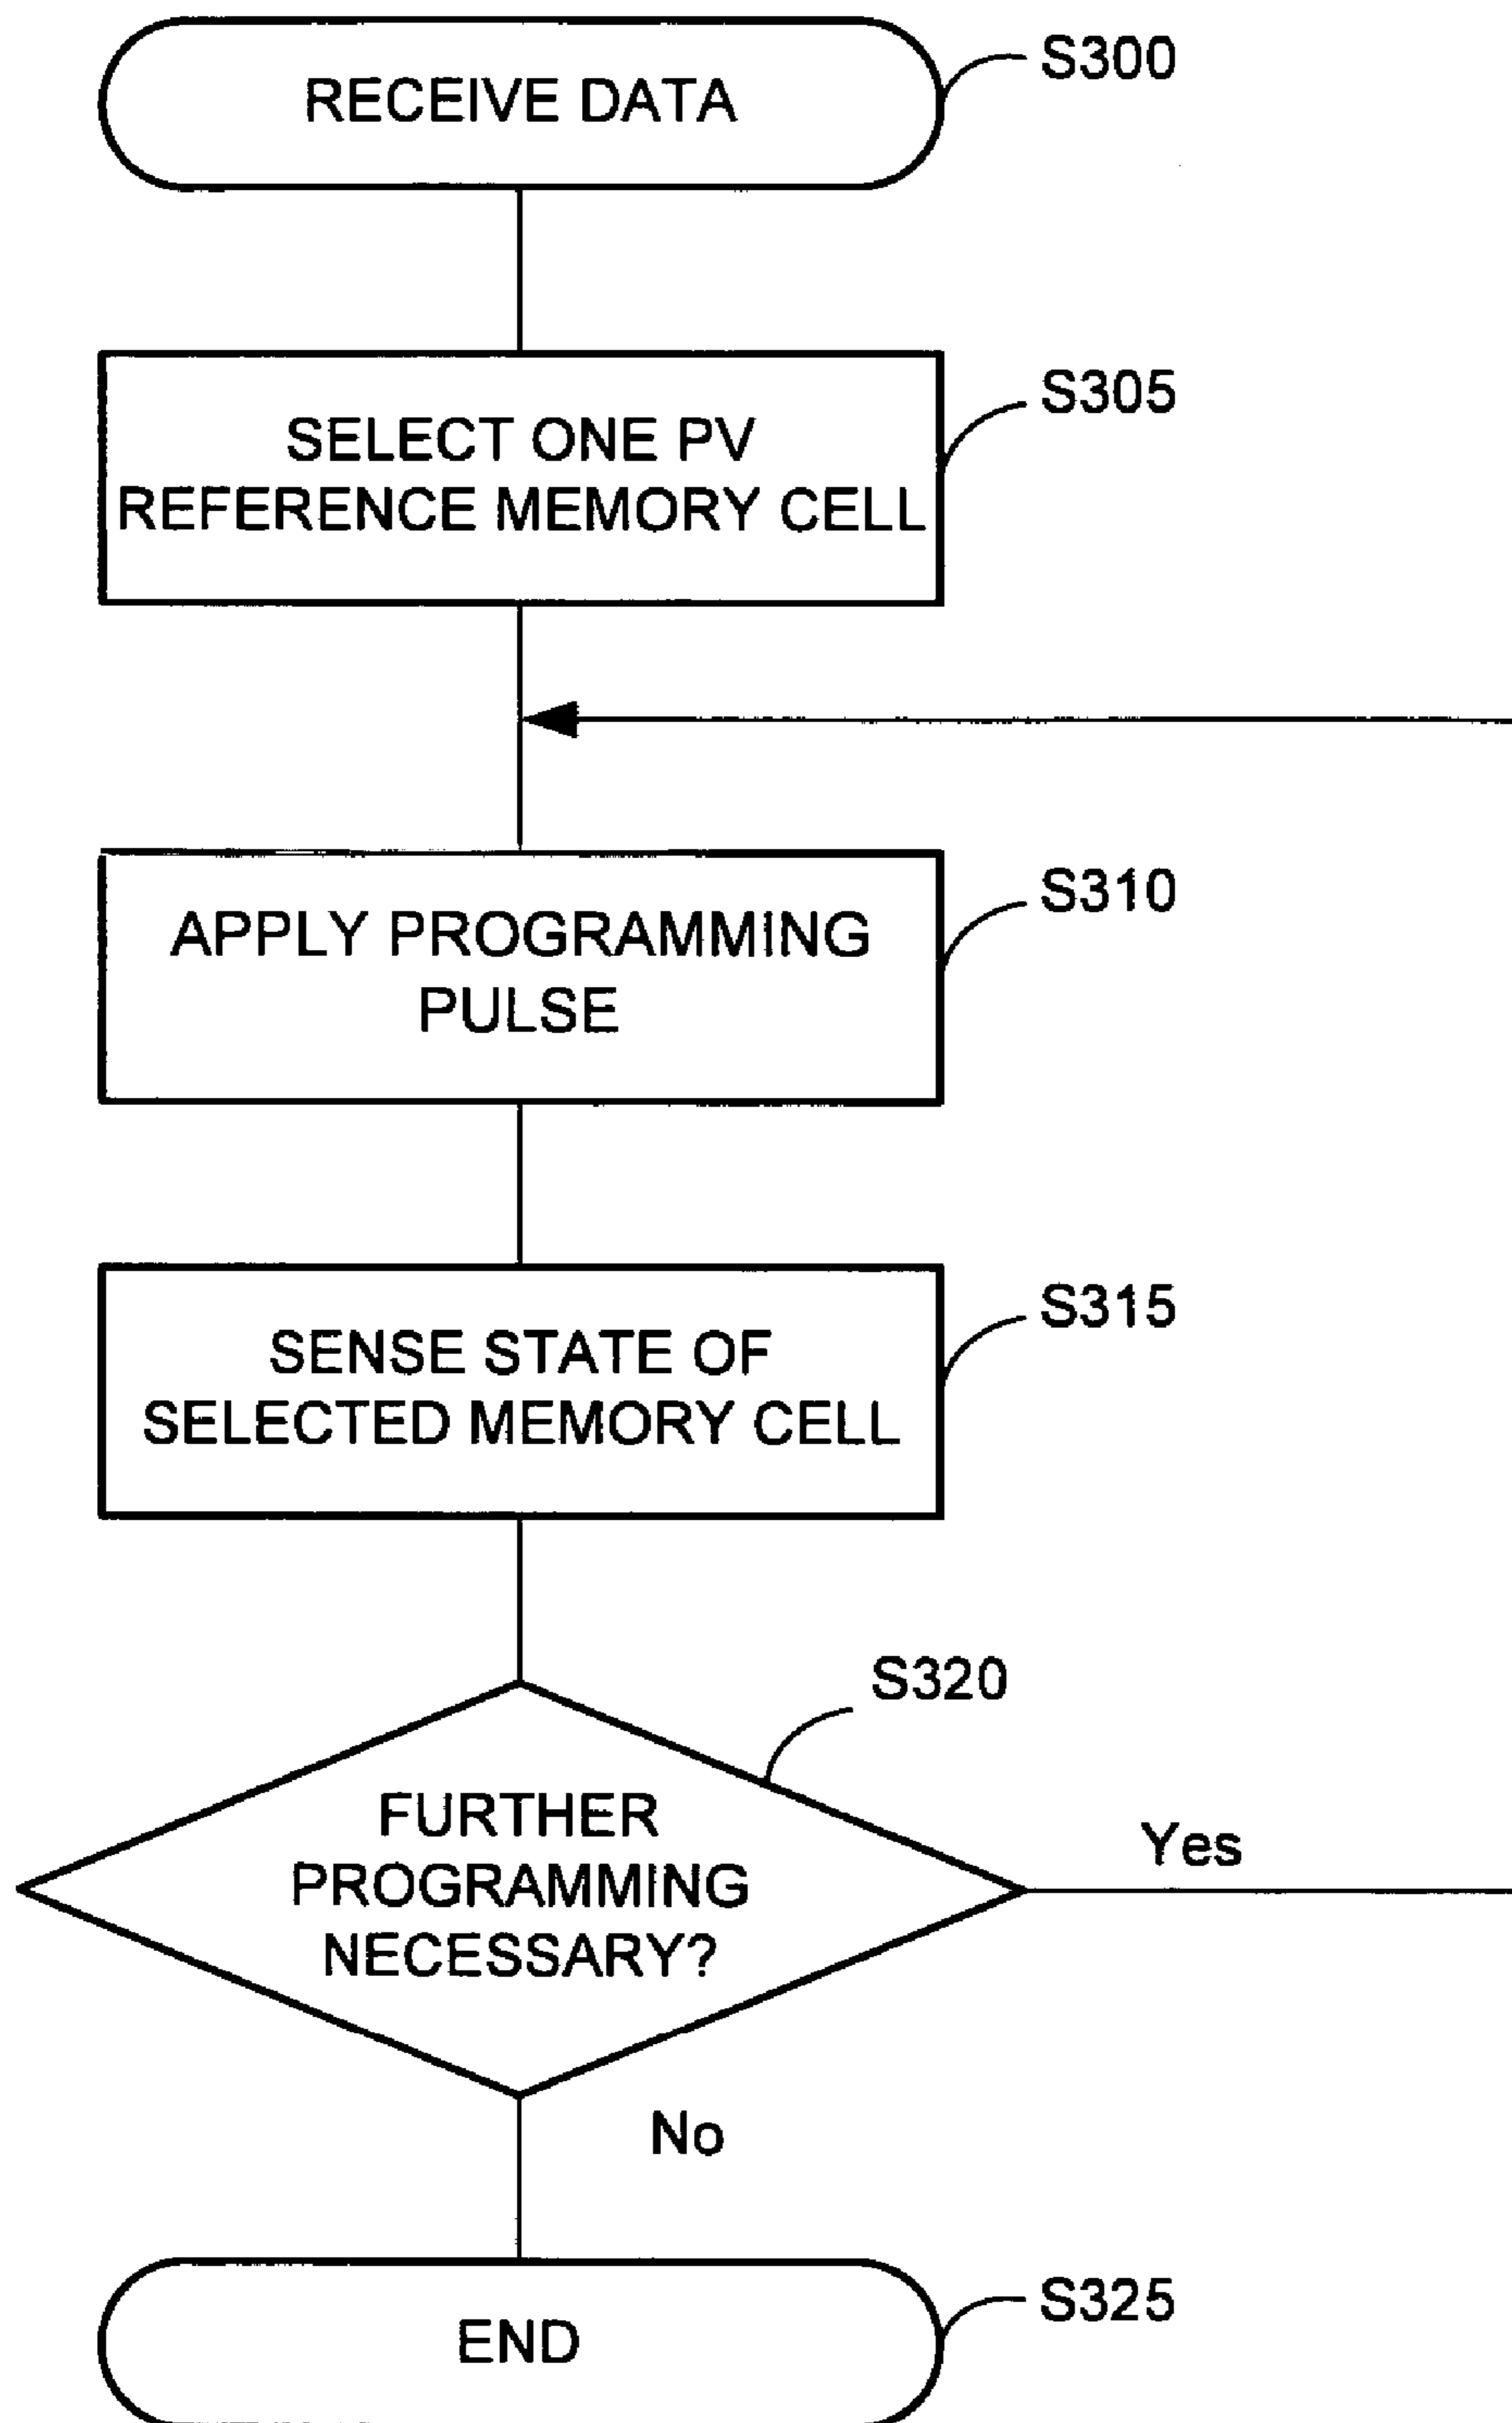 RECEIVE DATA
S300
SELECT ONE PV
REFERENCE MEMORY CELL
S305
APPLY PROGRAMMING
PULSE
S310
SENSE STATE OF
SELECTED MEMORY CELL
S315
S320
FURTHER
PROGRAMMING
NECESSARY?
Yes
No
END
S325